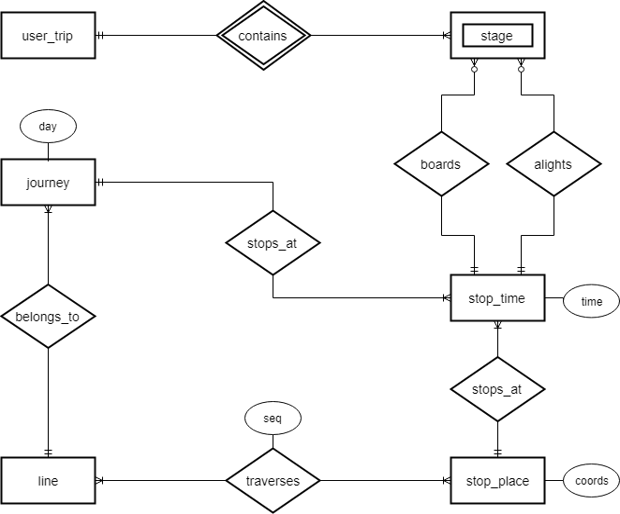 user_trip
contains
stage
day
boards
alights
journey
stops_at
stop_time
time
belongs_to
stops_at
seq
line
traverses
stop_place
coords